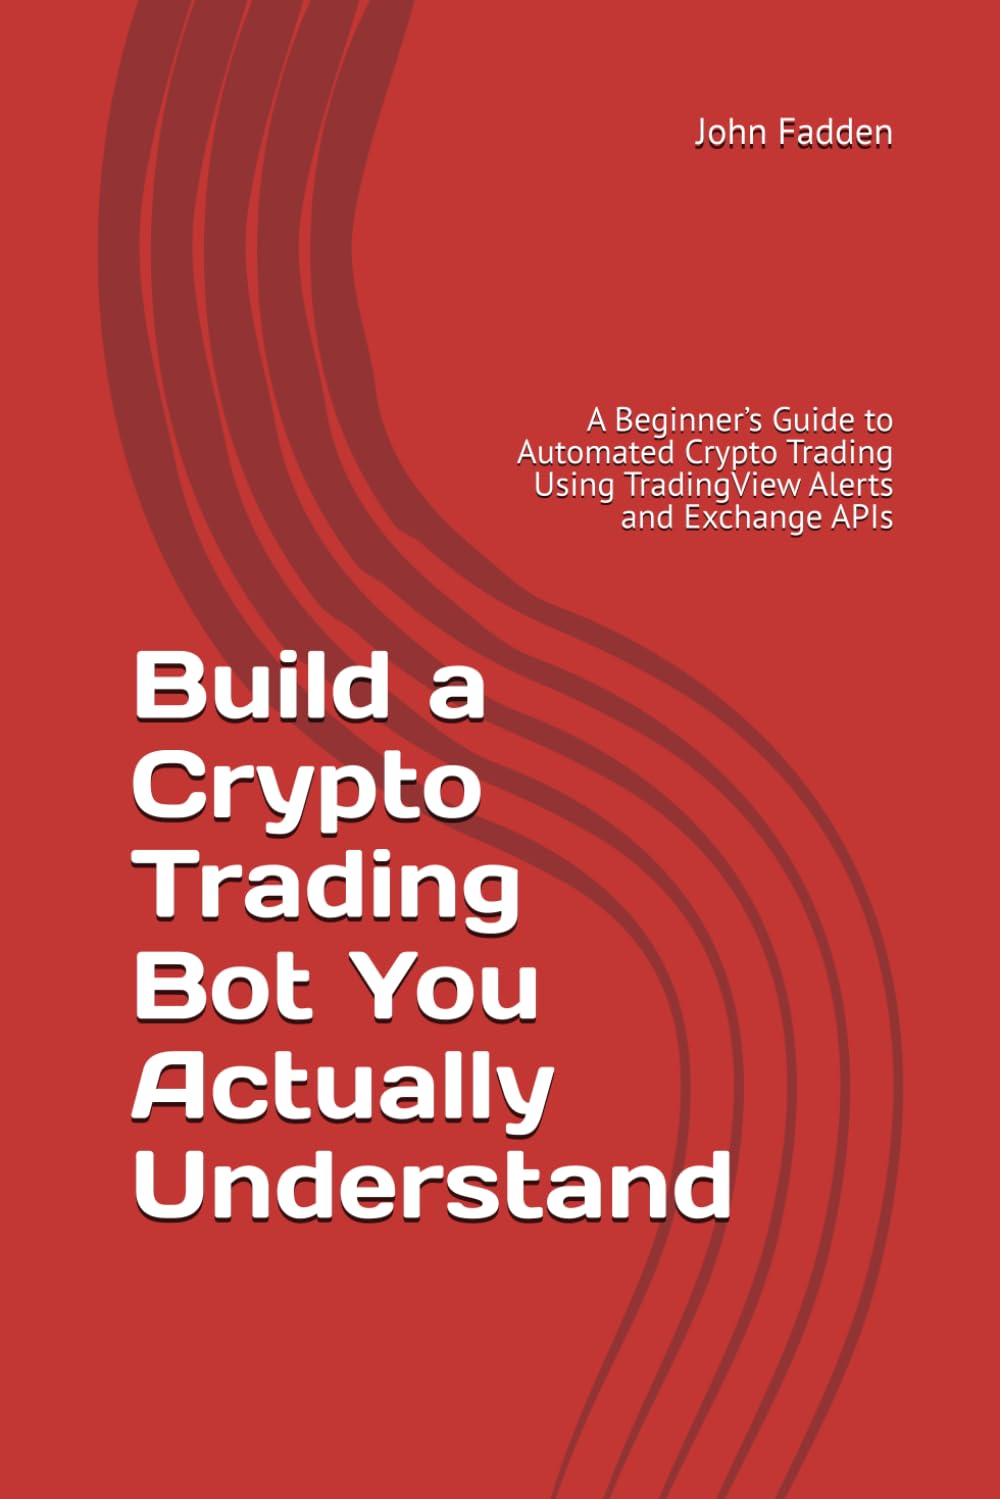 John Fadden
A Beginner’s Guide to
Automated Crypto Trading
Using TradingView Alerts
and Exchange APIs
Build a
Crypto
Trading
Bot You
Actually
Understand